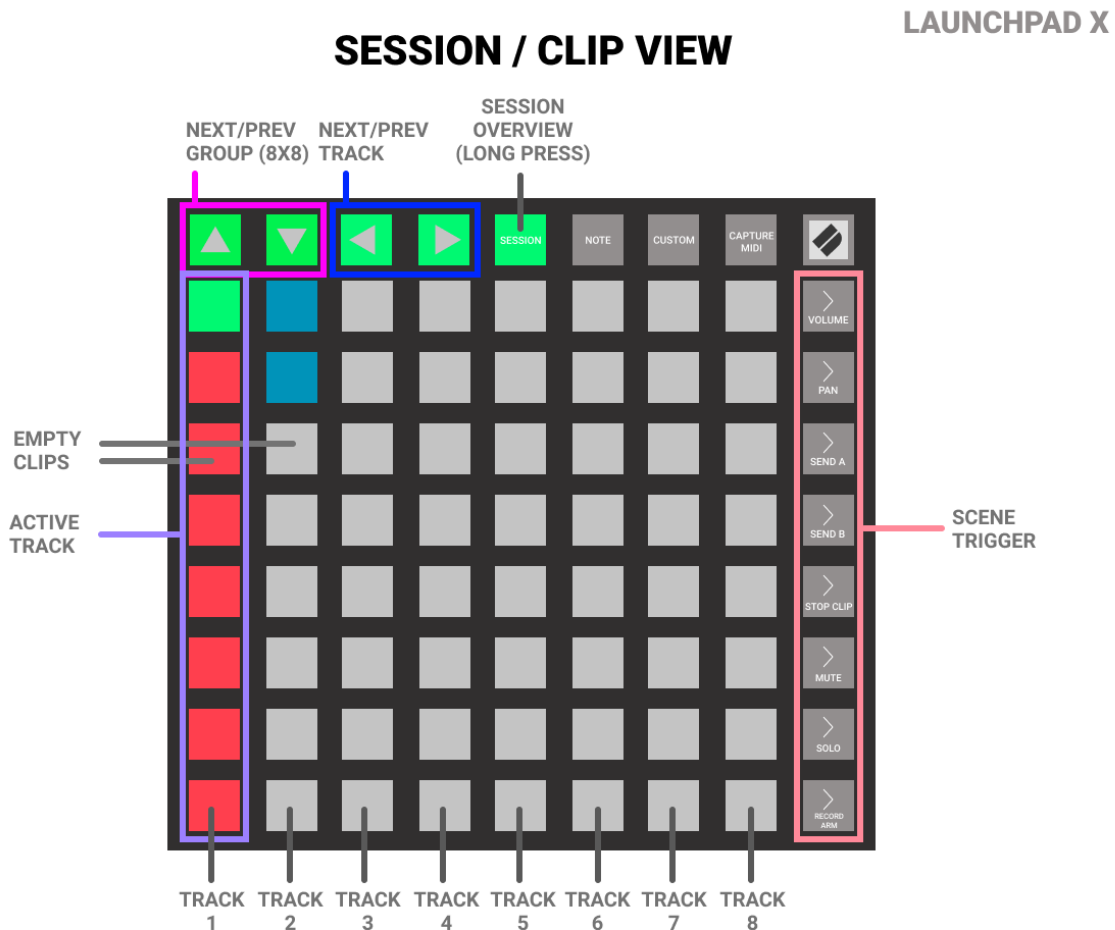 LAUNCHPAD X
SESSION / CLIP VIEW
NEXT/PREV
GROUP (8X8)
NEXT/PREV
TRACK
SESSION
OVERVIEW
(LONG PRESS)
SESSION
NOTE
CUSTOM
CAPTURE
MIDI
VOLUME
PAN
EMPTY
CLIPS
SEND A
ACTIVE
TRACK
SEND B
SCENE
TRIGGER
STOP CLIP
MUTE
SOLO
RECORD
ARM
TRACK
1
TRACK
2
TRACK
3
TRACK
4
TRACK
5
TRACK
6
TRACK
7
TRACK
8